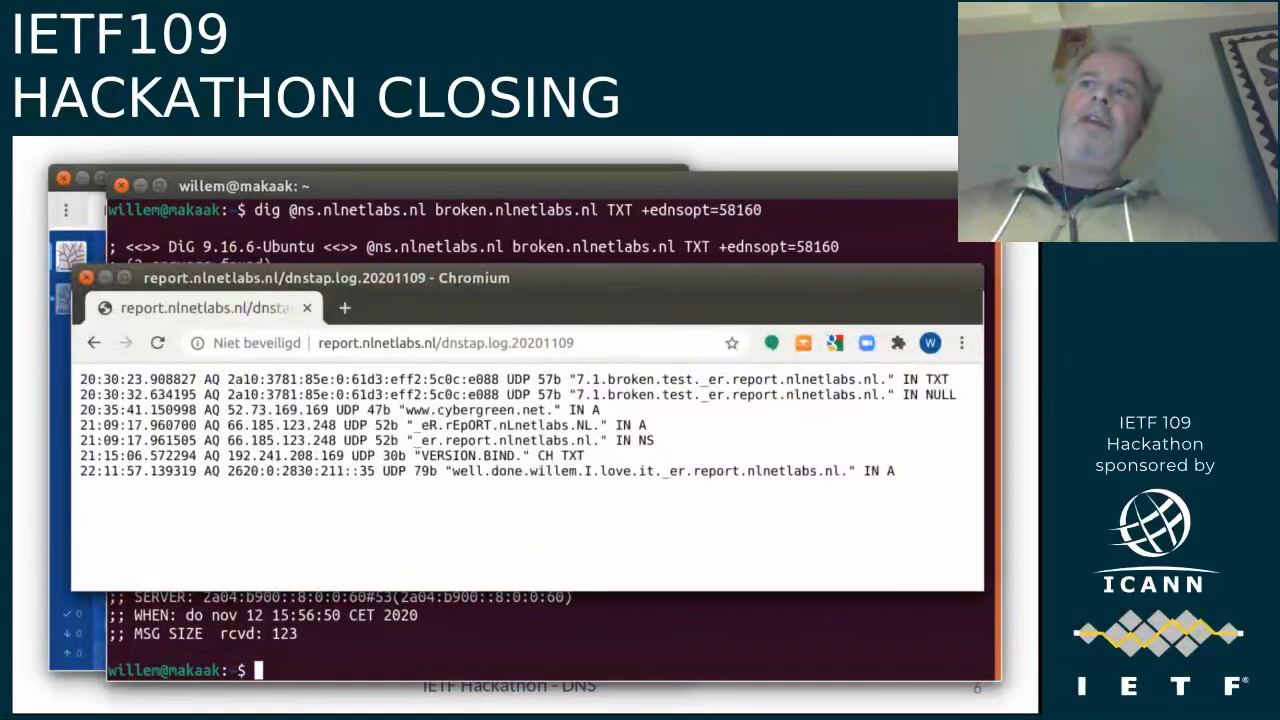 IETF109
HACKATHON CLOSING
willem@makaak: ~
willem@makaak:~$ dig @ns.nlnetlabs.nl broken.nlnetlabs.nl TXT +ednsopt=58160
; <<>> DiG 9.16.6-Ubuntu <<>> @ns.nlnetlabs.nl broken.nlnetlabs.nl TXT +ednsopt=58160
report.nlnetlabs.nl/dnstap.log.20201109 - Chromium
report.nlnetlabs.nl/dnsta
Niet beveiligd | report.nlnetlabs.nl/dnstap.log.20201109
W
20:30:23.908827 AQ 2a10:3781:85e:0:61d3:eff2:5c0c:e088 UDP 57b "7.1.broken.test._er.report.nlnetlabs.nl." IN TXT
20:30:32.634195 AQ 2a10:3781:85e:0:61d3:eff2:5c0c:e088 UDP 57b "7.1.broken.test._er.report.nlnetlabs.nl." IN NULL
20:35:41.150998 AQ 52.73.169.169 UDP 47b "www.cybergreen.net." IN A
21:09:17.960700 AQ 66.185.123.248 UDP 52b "_eR.rEpORT.nLnetlabs.NL." IN A
21:09:17.961505 AQ 66.185.123.248 UDP 52b "_er.report.nlnetlabs.nl." IN NS
21:15:06.572294 AQ 192.241.208.169 UDP 30b "VERSION.BIND." CH TXT
22:11:57.139319 AQ 2620:0:2830:211::35 UDP 79b "well.done.willem.I.love.it._er.report.nlnetlabs.nl." IN A
;; SERVER: 2a04:b900::8:0:0:60#53(2a04:b900::8:0:0:60)
;; WHEN: do nov 12 15:56:50 CET 2020
;; MSG SIZE rcvd: 123
willem@makaak:~$
✓ 0
↓ 0
↑ 0
IETF Hackathon - DNS
6
IETF 109
Hackathon
sponsored by
ICANN
I E T F®